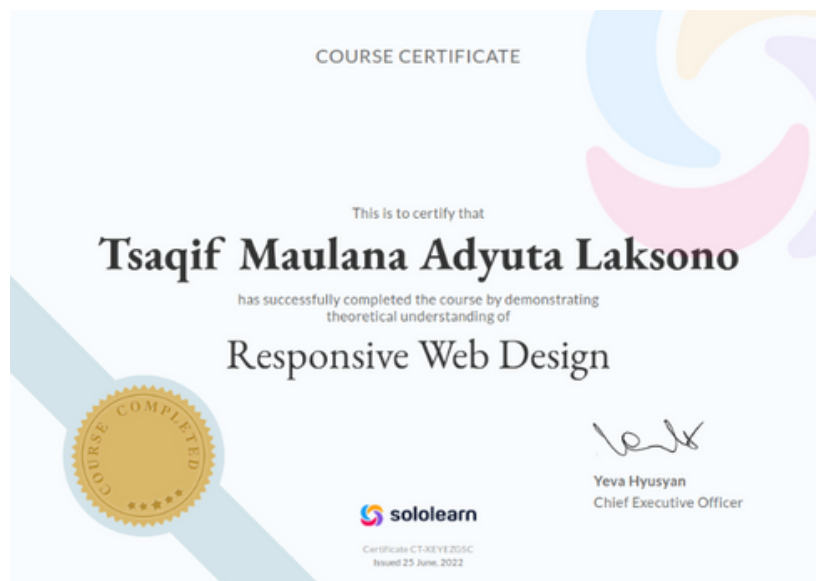 COURSE CERTIFICATE
This is to certify that
Tsaqif Maulana Adyuta Laksono
has successfully completed the course by demonstrating
theoretical understanding of
Responsive Web Design
COURSE COMPLETED
Yeva Hyusyan
Chief Executive Officer
sololearn
Certificate
Issued 25 June, 2022